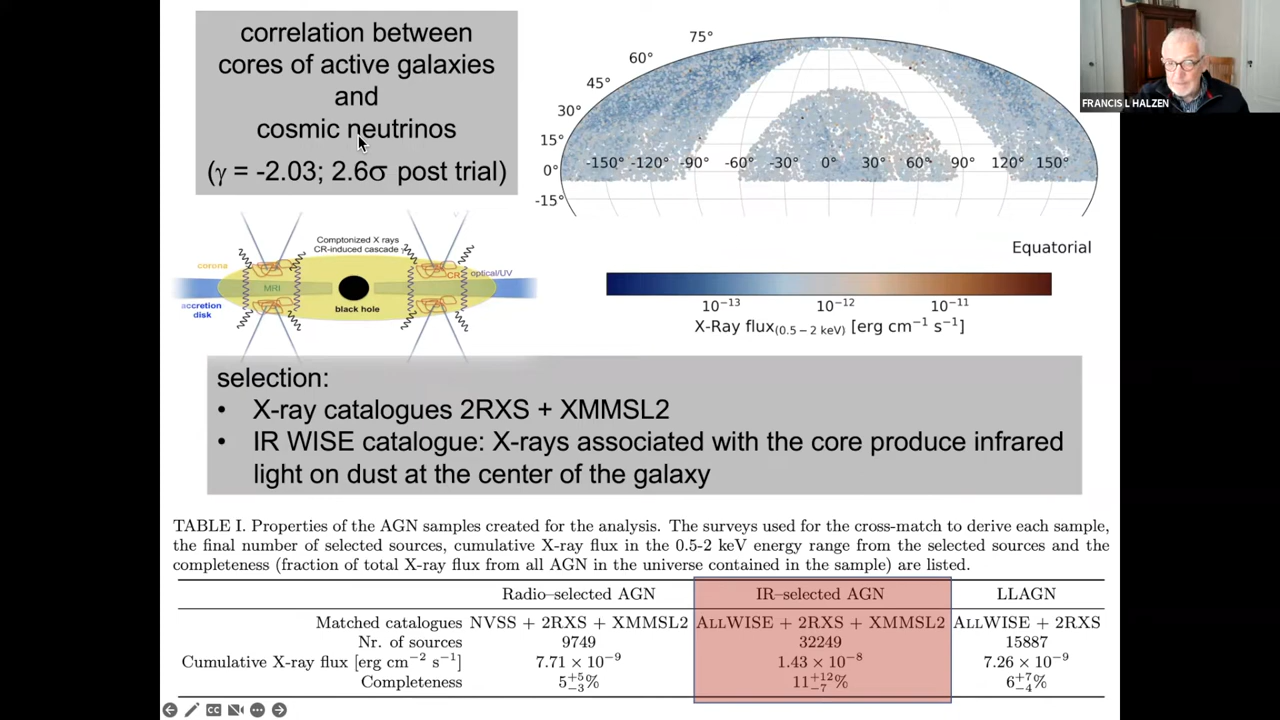 correlation between
cores of active galaxies
and
cosmic neutrinos
(γ = -2.03; 2.6σ post trial)
75°
60°
45°
30°
15°
0°
-15°
-150° -120° -90° -60° -30° 0° 30° 60° 90° 120° 150°
Equatorial
10⁻¹³ 10⁻¹² 10⁻¹¹
X-Ray flux(0.5 − 2 keV) [erg cm⁻¹ s⁻¹]
FRANCIS L HALZEN
Comptonized X rays
CR-induced cascade
corona
CR
optical/UV
MRI
accretion
disk
black hole
selection:
• X-ray catalogues 2RXS + XMMSL2
• IR WISE catalogue: X-rays associated with the core produce infrared
light on dust at the center of the galaxy
TABLE I. Properties of the AGN samples created for the analysis. The surveys used for the cross-match to derive each sample,
the final number of selected sources, cumulative X-ray flux in the 0.5-2 keV energy range from the selected sources and the
completeness (fraction of total X-ray flux from all AGN in the universe contained in the sample) are listed.
Radio–selected AGN IR–selected AGN LLAGN
Matched catalogues NVSS + 2RXS + XMMSL2 ALLWISE + 2RXS + XMMSL2 ALLWISE + 2RXS
Nr. of sources 9749 32249 15887
Cumulative X-ray flux [erg cm⁻² s⁻¹] 7.71 × 10⁻⁹ 1.43 × 10⁻⁸ 7.26 × 10⁻⁹
Completeness 5⁺⁵₋₃% 11⁺¹²₋₇% 6⁺⁷₋₄%
CC